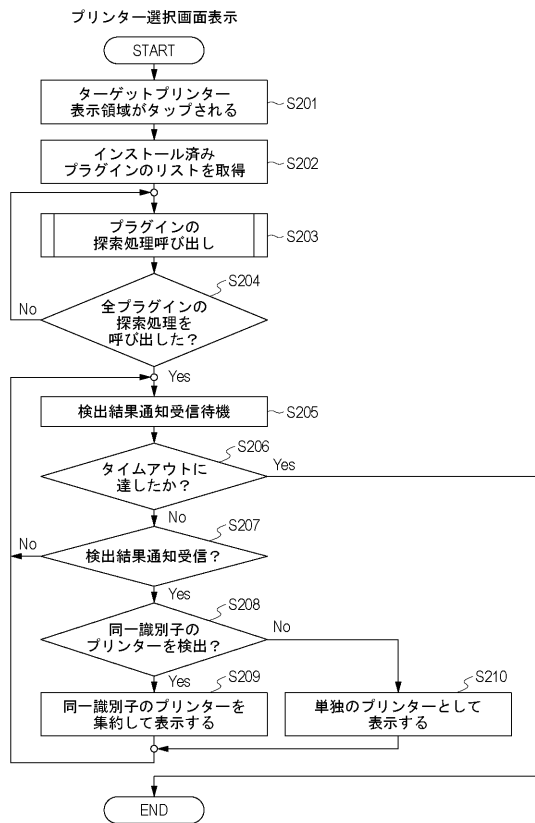 プリンター選択画面表示
START
ターゲットプリンター
表示領域がタップされる
S201
インストール済み
プラグインのリストを取得
S202
プラグインの
探索処理呼び出し
S203
S204
全プラグインの
探索処理を
呼び出した？
No
Yes
検出結果通知受信待機
S205
S206
タイムアウトに
達したか？
Yes
No
S207
検出結果通知受信？
No
Yes
S208
同一識別子の
プリンターを検出？
No
Yes
S209
同一識別子のプリンターを
集約して表示する
S210
単独のプリンターとして
表示する
END